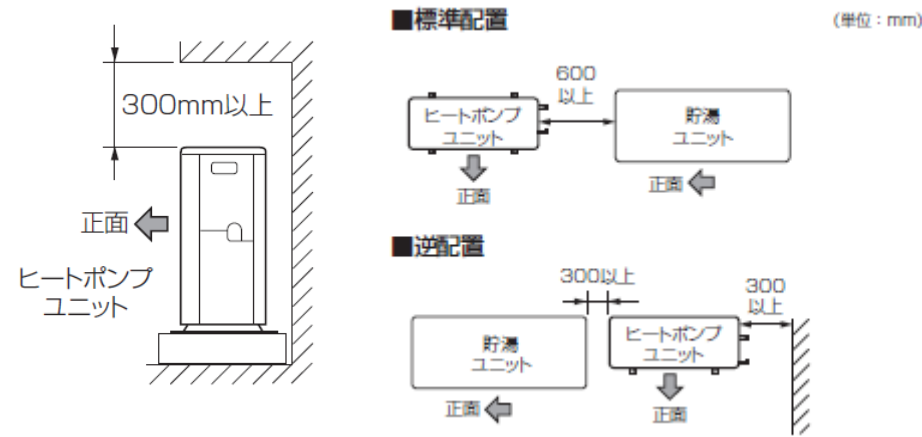 300mm以上
正面
ヒートポンプ
ユニット
■標準配置
(単位：mm)
600
以上
ヒートポンプ
ユニット
貯湯
ユニット
正面
正面
■逆配置
300以上
300
以上
貯湯
ユニット
ヒートポンプ
ユニット
正面
正面